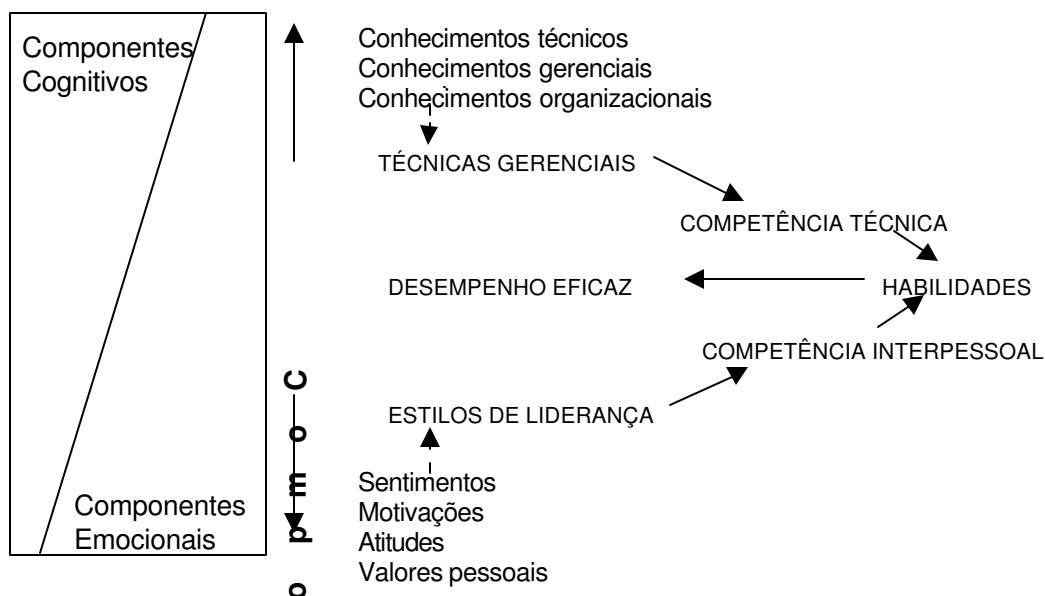 Componentes
Cognitivos
Conhecimentos técnicos
Conhecimentos gerenciais
Conhecimentos organizacionais
TÉCNICAS GERENCIAIS
COMPETÊNCIA TÉCNICA
DESEMPENHO EFICAZ
HABILIDADES
COMPETÊNCIA INTERPESSOAL
ESTILOS DE LIDERANÇA
Componentes
Emocionais
Sentimentos
Motivações
Atitudes
Valores pessoais
C o m p o